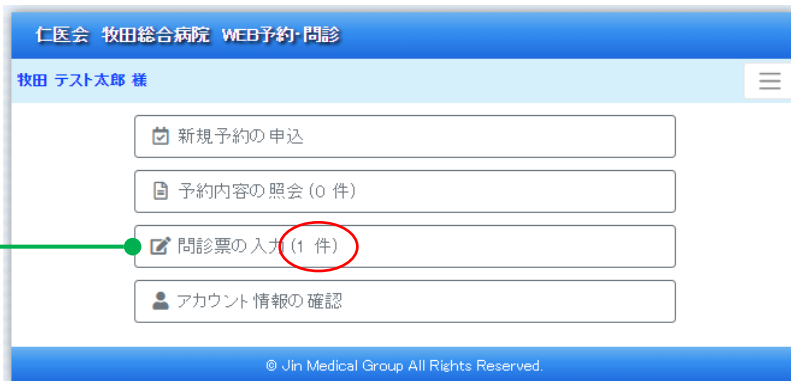 仁医会 牧田総合病院 WEB予約・問診
牧田 テスト太郎 様
新規予約の申込
予約内容の照会(0 件)
問診票の入力(1 件)
アカウント情報の確認
© Jin Medical Group All Rights Reserved.